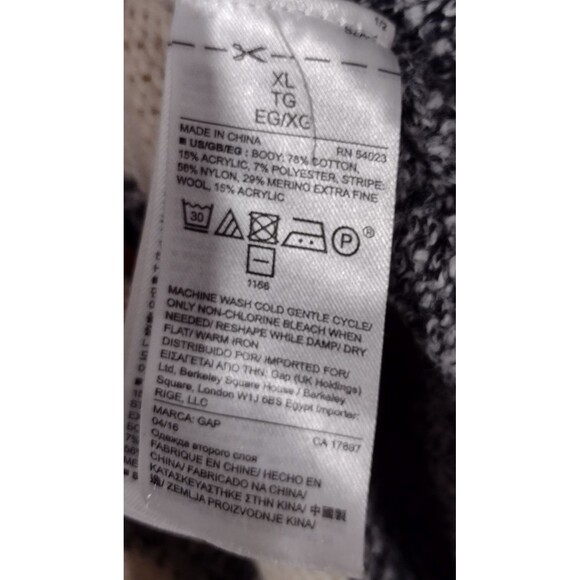 1/2
XL
TG
EG/XG
MADE IN CHINA RN 54023
■ US/GB/EG : BODY: 78% COTTON,
15% ACRYLIC, 7% POLYESTER, STRIPE:
56% NYLON, 29% MERINO EXTRA FINE
WOOL, 15% ACRYLIC
30 P ®
1166
MACHINE WASH COLD GENTLE CYCLE/
ONLY NON-CHLORINE BLEACH WHEN
NEEDED/ RESHAPE WHILE DAMP/ DRY
FLAT/ WARM IRON
DISTRIBUIDO POR/ IMPORTED FOR/
ΕΙΣΑΓΕΤΑΙ ΑΠΟ ΤΗΝ: Gap (UK Holdings)
Ltd, Berkeley Square House / Berkeley
Square, London W1J 6BS Egypt Importer:
RIGE, LLC
MARCA: GAP CA 17897
04/16
Одежда второго слоя
FABRIQUE EN CHINE/ HECHO EN
CHINA/ FABRICADO NA CHINA/
ΚΑΤΑΣΚΕΥΑΣΤΗΚΕ ΣΤΗΝ ΚΙΝΑ/ 中國製
/ ZEMLJA PROIZVODNJE KINA/